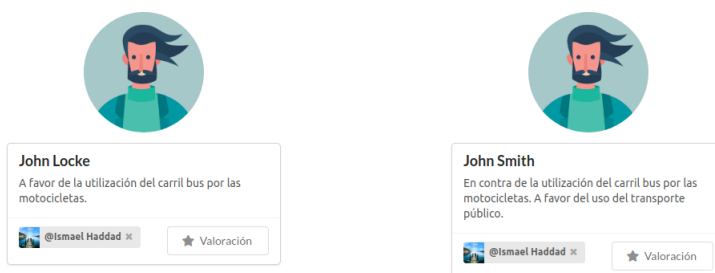 John Locke
A favor de la utilización del carril bus por las
motocicletas.
@Ismael Haddad ✖
Valoración
John Smith
En contra de la utilización del carril bus por las
motocicletas. A favor del uso del transporte
público.
@Ismael Haddad ✖
Valoración